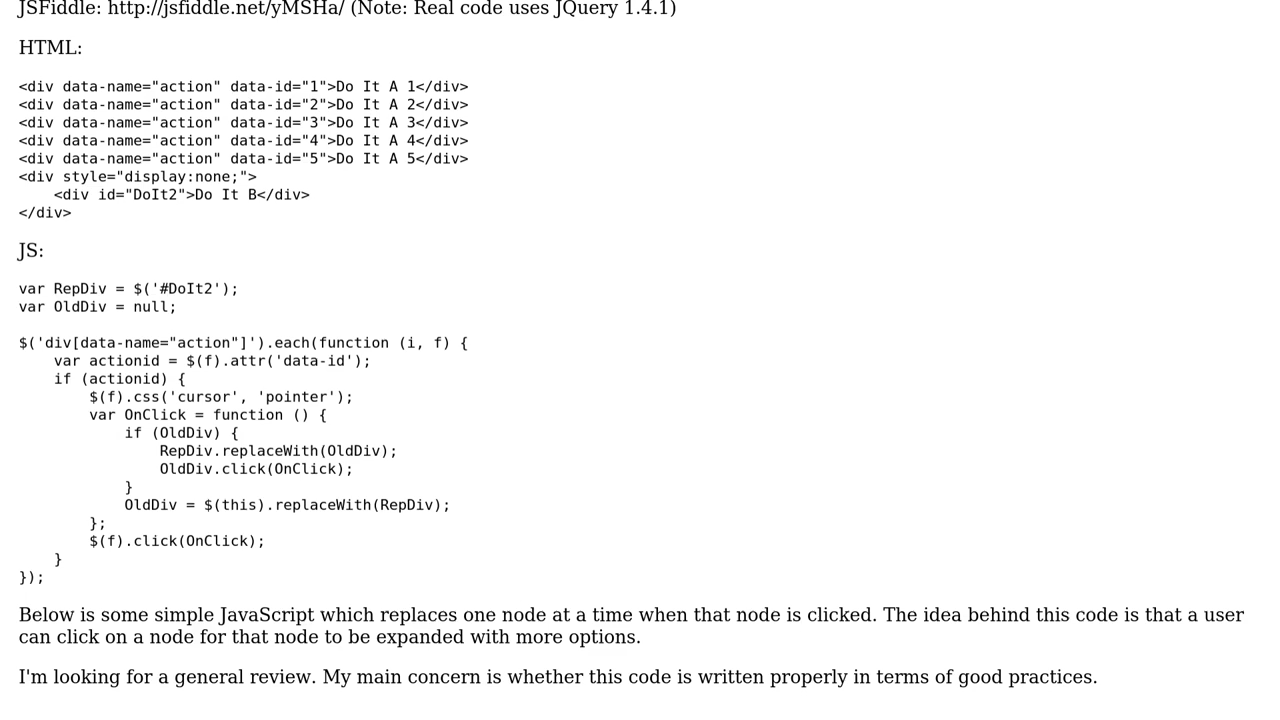 JSFiddle: http://jsfiddle.net/yMSHa/ (Note: Real code uses JQuery 1.4.1)
HTML:
<div data-name="action" data-id="1">Do It A 1</div>
<div data-name="action" data-id="2">Do It A 2</div>
<div data-name="action" data-id="3">Do It A 3</div>
<div data-name="action" data-id="4">Do It A 4</div>
<div data-name="action" data-id="5">Do It A 5</div>
<div style="display:none;">
    <div id="DoIt2">Do It B</div>
</div>
JS:
var RepDiv = $('#DoIt2');
var OldDiv = null;
$('div[data-name="action"]').each(function (i, f) {
    var actionid = $(f).attr('data-id');
    if (actionid) {
        $(f).css('cursor', 'pointer');
        var OnClick = function () {
            if (OldDiv) {
                RepDiv.replaceWith(OldDiv);
                OldDiv.click(OnClick);
            }
            OldDiv = $(this).replaceWith(RepDiv);
        };
        $(f).click(OnClick);
    }
});
Below is some simple JavaScript which replaces one node at a time when that node is clicked. The idea behind this code is that a user
can click on a node for that node to be expanded with more options.
I'm looking for a general review. My main concern is whether this code is written properly in terms of good practices.